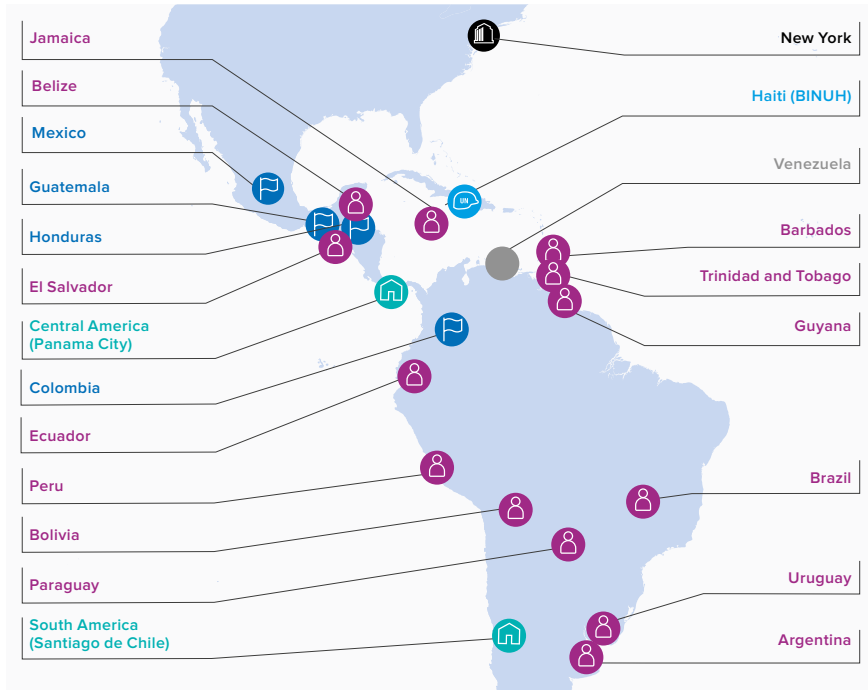 Jamaica
Belize
Mexico
Guatemala
Honduras
El Salvador
Central America
(Panama City)
Colombia
Ecuador
Peru
Bolivia
Paraguay
South America
(Santiago de Chile)
New York
Haiti (BINUH)
UN
Venezuela
Barbados
Trinidad and Tobago
Guyana
Brazil
Uruguay
Argentina